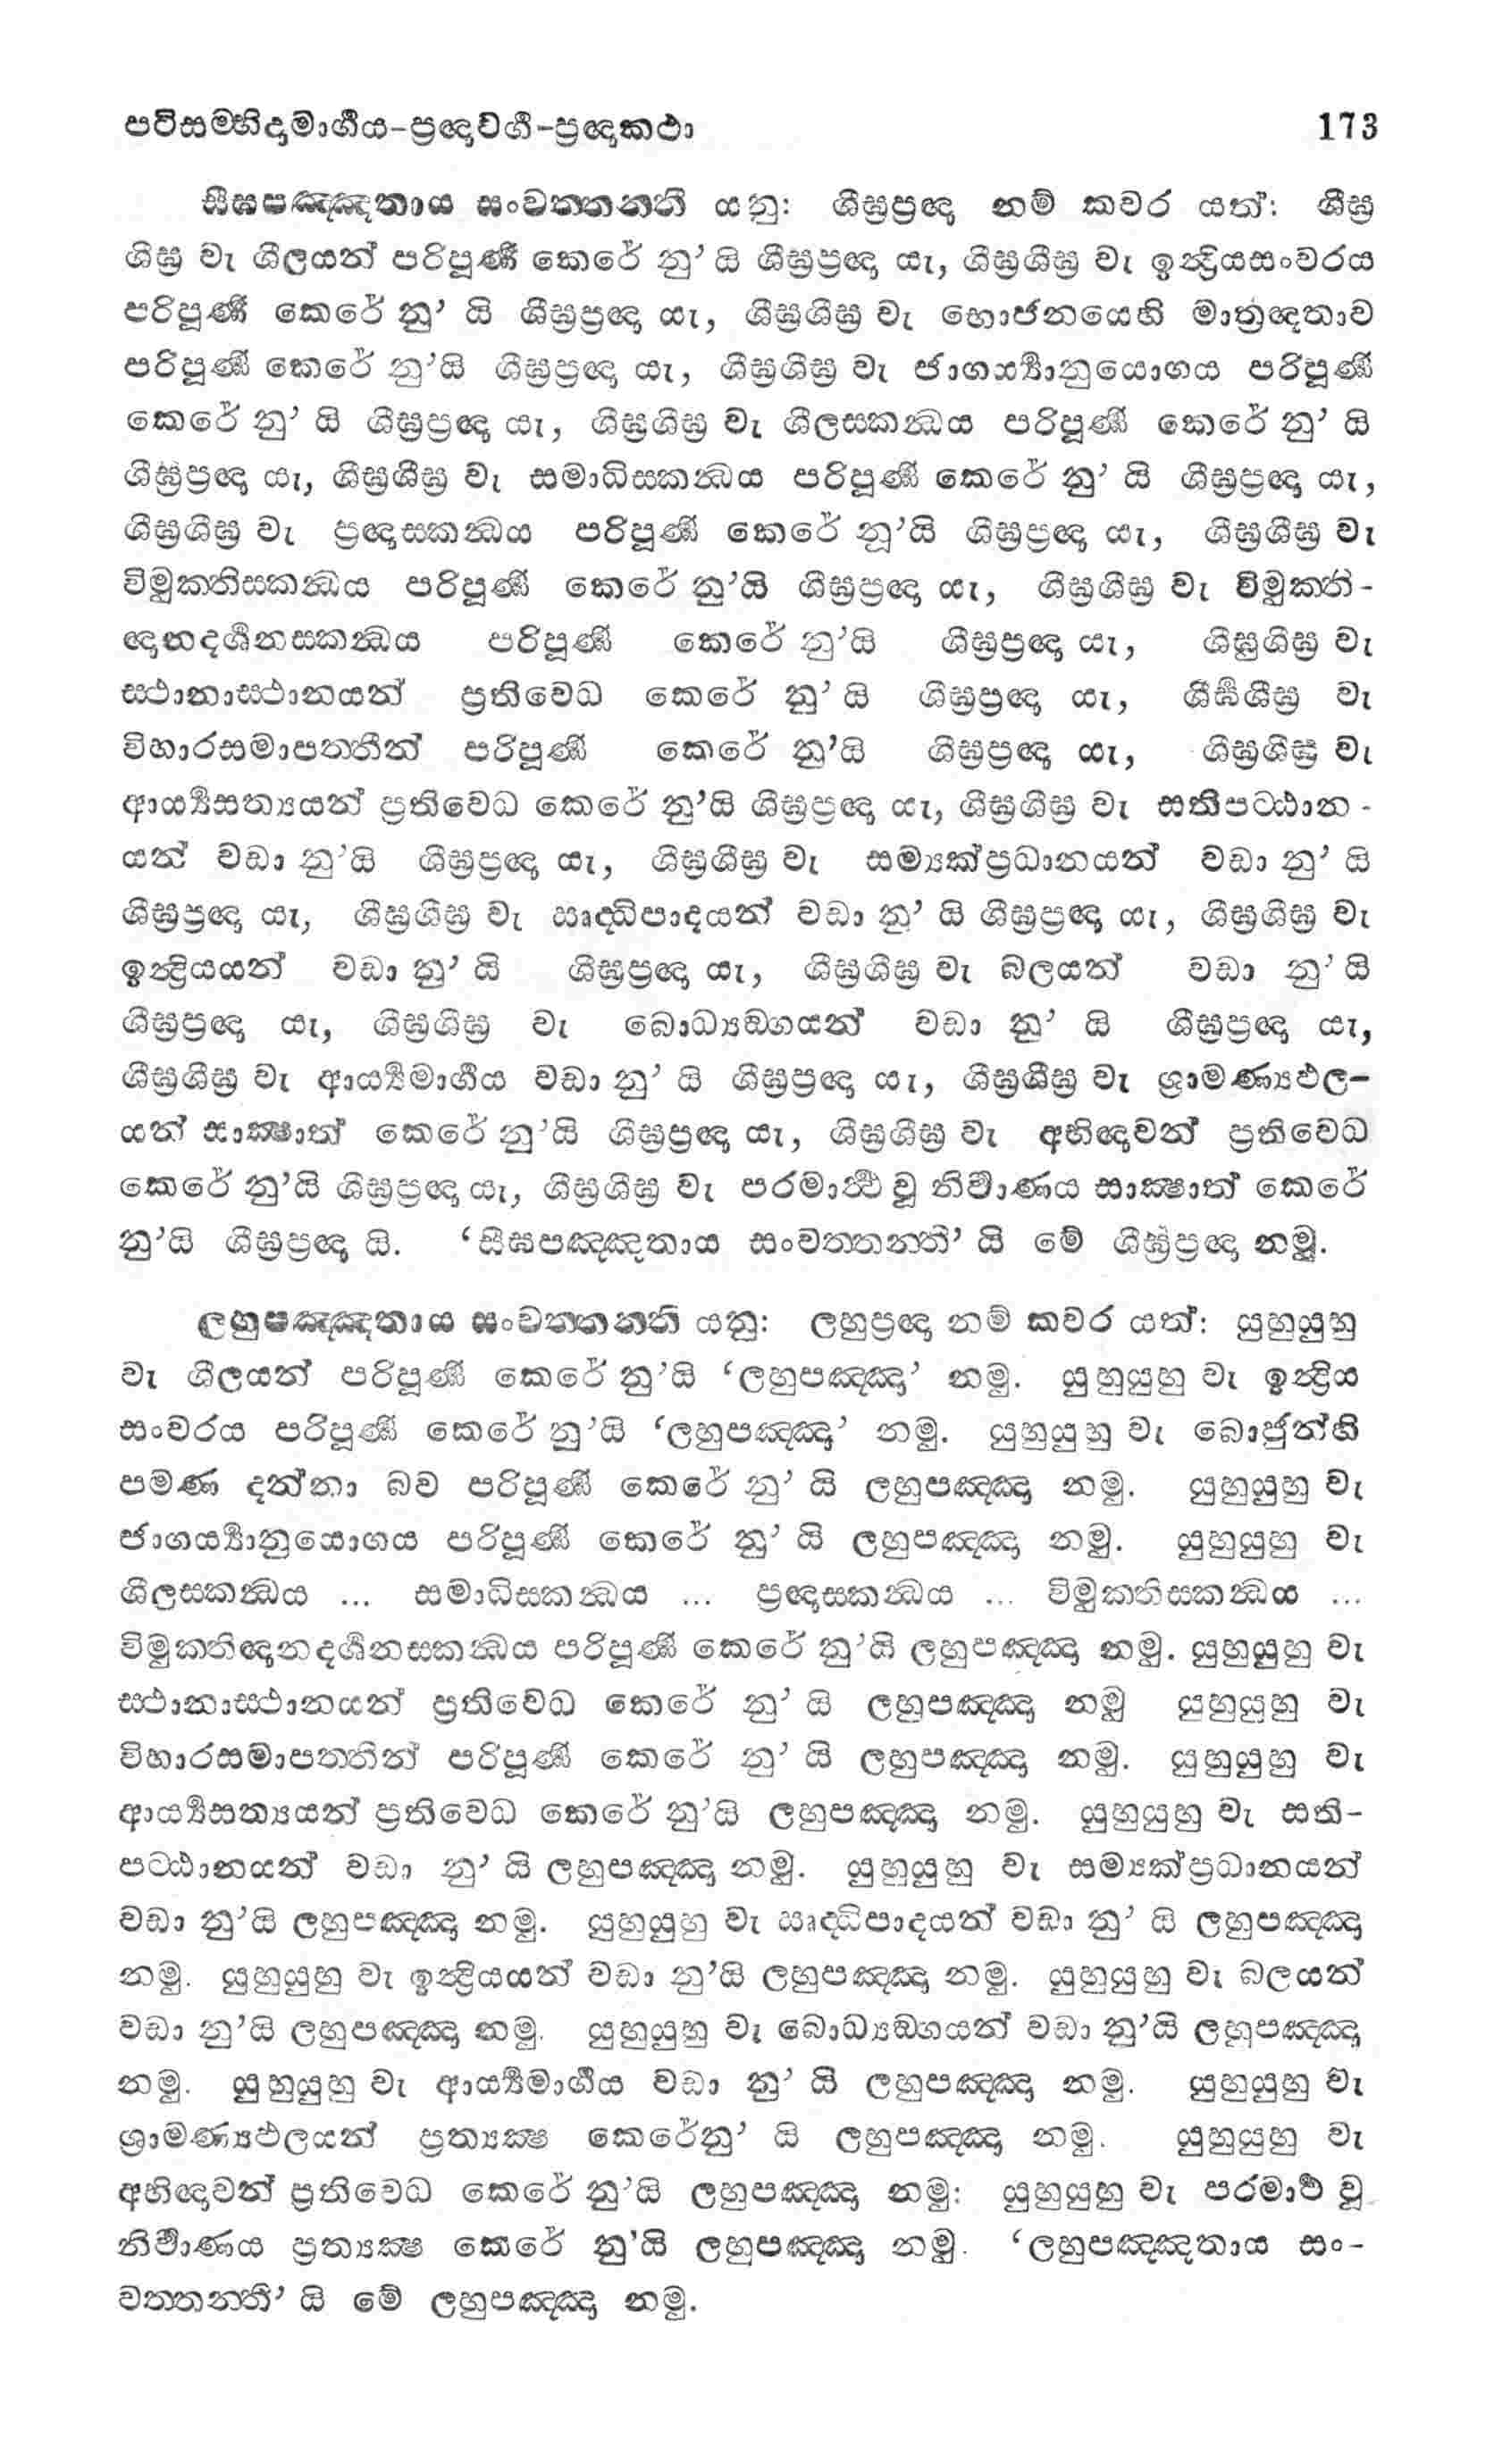 පටිසම්භිදාමාර්ගය-ප්‍රඥාවර්ග-ප්‍රඥාකථා 173
සීඝපඤ්ඤතාය සංවත්තන්තී යනු: ශීඝ්‍රප්‍රඥා නම් කවර යත්: ශීඝ්‍ර
ශීඝ්‍ර වැ ශීලයන් පරිපූර්ණ කෙරේ නු’යි ශීඝ්‍රප්‍රඥා යැ, ශීඝ්‍රශීඝ්‍ර වැ ඉන්ද්‍රියසංවරය
පරිපූර්ණ කෙරේ නු’ යි ශීඝ්‍රප්‍රඥා යැ, ශීඝ්‍රශීඝ්‍ර වැ භොජනයෙහි මාත්‍රඥතාව
පරිපූර්ණ කෙරේ නු’යි ශීඝ්‍රප්‍රඥා යැ, ශීඝ්‍රශීඝ්‍ර වැ ජාගර්‍ය්‍යානුයොගය පරිපූර්ණ
කෙරේ නු’ යි ශීඝ්‍රප්‍රඥා යැ, ශීඝ්‍රශීඝ්‍ර වැ ශීලස්කන්ධය පරිපූර්ණ කෙරේ නු’ යි
ශීඝ්‍රප්‍රඥා යැ, ශීඝ්‍රශීඝ්‍ර වැ සමාධිස්කන්ධය පරිපූර්ණ කෙරේ නු’ යි ශීඝ්‍රප්‍රඥා යැ,
ශීඝ්‍රශීඝ්‍ර වැ ප්‍රඥාස්කන්ධය පරිපූර්ණ කෙරේ නූ’යි ශීඝ්‍රප්‍රඥා යැ, ශීඝ්‍රශීඝ්‍ර වැ
විමුක්තිස්කන්ධය පරිපූර්ණ කෙරේ නු’යි ශීඝ්‍රප්‍රඥා යැ, ශීඝ්‍රශීඝ්‍ර වැ විමුක්ති-
ඥානදර්ශනස්කන්ධය පරිපූර්ණ කෙරේ නු’යි ශීඝ්‍රප්‍රඥා යැ, ශීඝ්‍රශීඝ්‍ර වැ
ස්ථානාස්ථානයන් ප්‍රතිවෙධ කෙරේ නු’ යි ශීඝ්‍රප්‍රඥා යැ, ශීඝ්‍රශීඝ්‍ර වැ
විහාරසමාපත්තීන් පරිපූර්ණ කෙරේ නු’යි ශීඝ්‍රප්‍රඥා යැ, ශීඝ්‍රශීඝ්‍ර වැ
ආර්‍ය්‍යසත්‍යයන් ප්‍රතිවෙධ කෙරේ නු’යි ශීඝ්‍රප්‍රඥා යැ, ශීඝ්‍රශීඝ්‍ර වැ සතිපට්ඨාන-
යන් වඩා නු’යි ශීඝ්‍රප්‍රඥා යැ, ශීඝ්‍රශීඝ්‍ර වැ සම්‍යක්ප්‍රධානයන් වඩා නු’ යි
ශීඝ්‍රප්‍රඥා යැ, ශීඝ්‍රශීඝ්‍ර වැ ඍද්ධිපාදයන් වඩා නු’ යි ශීඝ්‍රප්‍රඥා යැ, ශීඝ්‍රශීඝ්‍ර වැ
ඉන්ද්‍රියයන් වඩා නු’ යි ශීඝ්‍රප්‍රඥා යැ, ශීඝ්‍රශීඝ්‍ර වැ බලයන් වඩා නු’ යි
ශීඝ්‍රප්‍රඥා යැ, ශීඝ්‍රශීඝ්‍ර වැ බොධ්‍යඞ්ගයන් වඩා නු’ යි ශීඝ්‍රප්‍රඥා යැ,
ශීඝ්‍රශීඝ්‍ර වැ ආර්‍ය්‍යමාර්ගය වඩා නු’ යි ශීඝ්‍රප්‍රඥා යැ, ශීඝ්‍රශීඝ්‍ර වැ ශ්‍රාමණ්‍යඵල-
යන් සාක්ෂාත් කෙරේ නු’යි ශීඝ්‍රප්‍රඥා යැ, ශීඝ්‍රශීඝ්‍ර වැ අභිඥාවන් ප්‍රතිවෙධ
කෙරේ නු’යි ශීඝ්‍රප්‍රඥා යැ, ශීඝ්‍රශීඝ්‍ර වැ පරමාර්ථ වූ නිර්වාණය සාක්ෂාත් කෙරේ
නු’යි ශීඝ්‍රප්‍රඥා යි. ‘සීඝපඤ්ඤතාය සංවත්තන්තී’ යි මේ ශීඝ්‍රප්‍රඥා නමු.
ලහුපඤ්ඤතාය සංවත්තන්ති යනු: ලහුප්‍රඥා නම් කවර යත්: යුහුයුහු
වැ ශීලයන් පරිපූර්ණ කෙරේ නු’යි ‘ලහුපඤ්ඤා’ නමු. යුහුයුහු වැ ඉන්ද්‍රිය
සංවරය පරිපූර්ණ කෙරේ නු’යි ‘ලහුපඤ්ඤා’ නමු. යුහුයුහු වැ බොජුන්හි
පමණ දන්නා බව පරිපූර්ණ කෙරේ නු’ යි ලහුපඤ්ඤා නමු. යුහුයුහු වැ
ජාගර්‍ය්‍යානුයොගය පරිපූර්ණ කෙරේ නු’ යි ලහුපඤ්ඤා නමු. යුහුයුහු වැ
ශීලස්කන්ධය ... සමාධිස්කන්ධය ... ප්‍රඥාස්කන්ධය ... විමුක්තිස්කන්ධය ...
විමුක්තිඥානදර්ශනස්කන්ධය පරිපූර්ණ කෙරේ නු’යි ලහුපඤ්ඤා නමු. යුහුයුහු වැ
ස්ථානාස්ථානයන් ප්‍රතිවෙධ කෙරේ නු’ යි ලහුපඤ්ඤා නමු යුහුයුහු වැ
විහාරසමාපත්තින් පරිපූර්ණ කෙරේ නු’ යි ලහුපඤ්ඤා නමු. යුහුයුහු වැ
ආර්‍ය්‍යසත්‍යයන් ප්‍රතිවෙධ කෙරේ නු’යි ලහුපඤ්ඤා නමු. යුහුයුහු වැ සති-
පට්ඨානයන් වඩා නු’ යි ලහුපඤ්ඤා නමු. යුහුයුහු වැ සම්‍යක්ප්‍රධානයන්
වඩා නු’යි ලහුපඤ්ඤා නමු. යුහුයුහු වැ ඍද්ධිපාදයන් වඩා නු’ යි ලහුපඤ්ඤා
නමු. යුහුයුහු වැ ඉන්ද්‍රියයන් වඩා නු’යි ලහුපඤ්ඤා නමු. යුහුයුහු වැ බලයන්
වඩා නු’යි ලහුපඤ්ඤා නමු. යුහුයුහු වැ බොධ්‍යඞ්ගයන් වඩා නු’යි ලහුපඤ්ඤා
නමු. යුහුයුහු වැ ආර්‍ය්‍යමාර්ගය වඩා නු’ යි ලහුපඤ්ඤා නමු. යුහුයුහු වැ
ශ්‍රාමණ්‍යඵලයන් ප්‍රත්‍යක්ෂ කෙරේනු’ යි ලහුපඤ්ඤා නමු. යුහුයුහු වැ
අභිඥාවන් ප්‍රතිවෙධ කෙරේ නු’යි ලහුපඤ්ඤා නමු: යුහුයුහු වැ පරමාර්ථ වූ
නිර්වාණය ප්‍රත්‍යක්ෂ කෙරේ නු’යි ලහුපඤ්ඤා නමු. ‘ලහුපඤ්ඤතාය සං-
වත්තන්තී’ යි මේ ලහුපඤ්ඤා නමු.